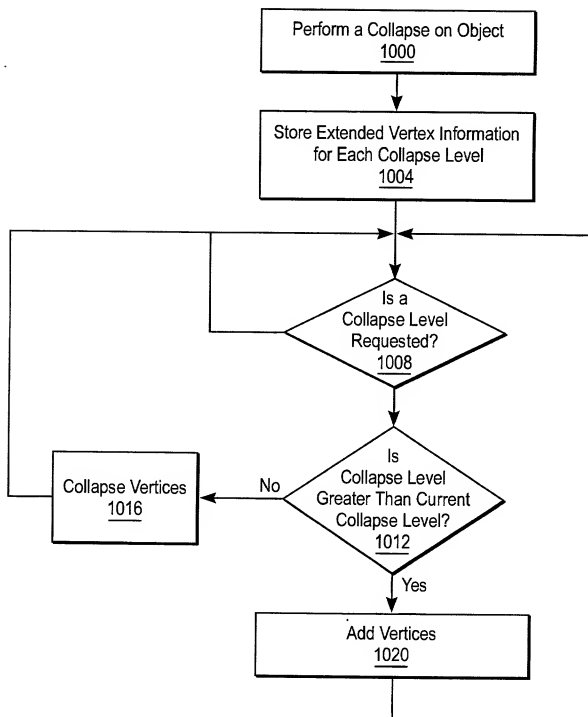 Perform a Collapse on Object
1000
Store Extended Vertex Information
for Each Collapse Level
1004
Is a
Collapse Level
Requested?
1008
Is
Collapse Level
Greater Than Current
Collapse Level?
1012
No
Collapse Vertices
1016
Yes
Add Vertices
1020